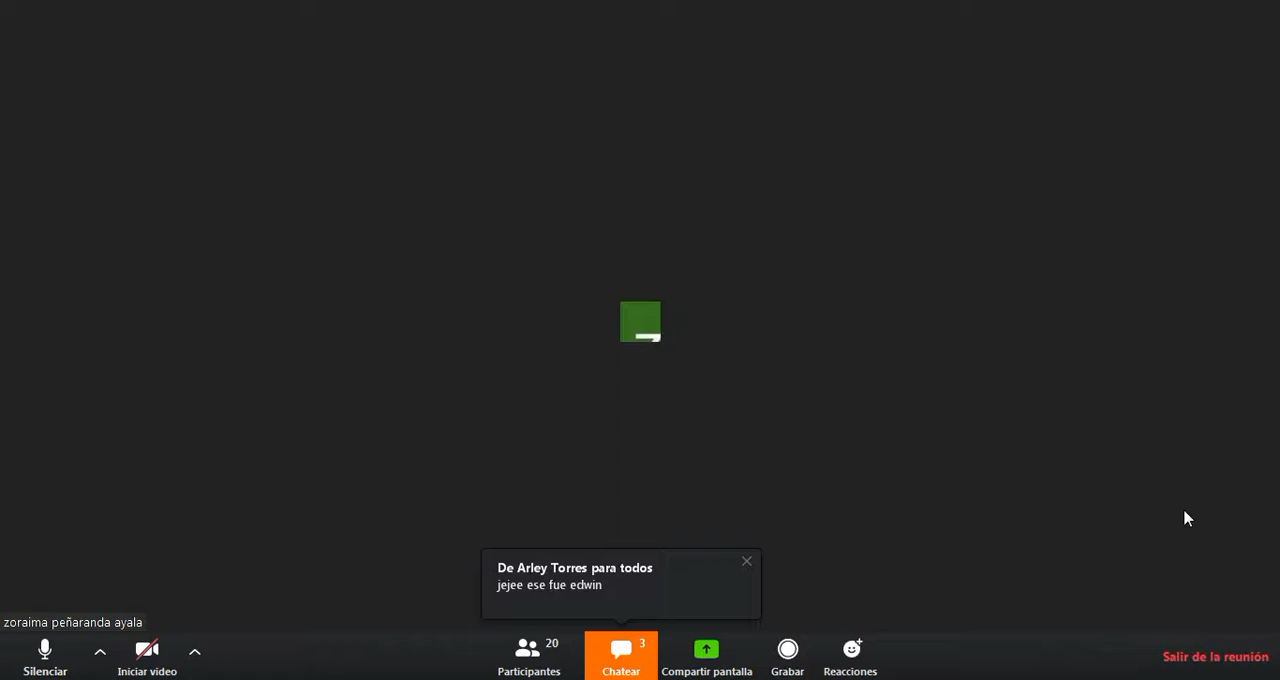 De Arley Torres para todos
jejee ese fue edwin
zoraima peñaranda ayala
20
3
Silenciar
Iniciar video
Participantes
Chatear
Compartir pantalla
Grabar
Reacciones
Salir de la reunión